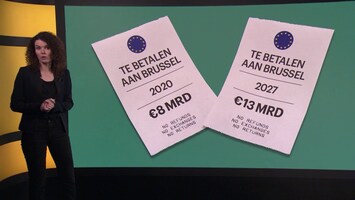 TE BETALEN
AAN BRUSSEL
2020
€8 MRD
NO REFUNDS
NO EXCHANGES
NO RETURNS
TE BETALEN
AAN BRUSSEL
2027
€13 MRD
NO REFUNDS
NO EXCHANGES
NO RETURNS